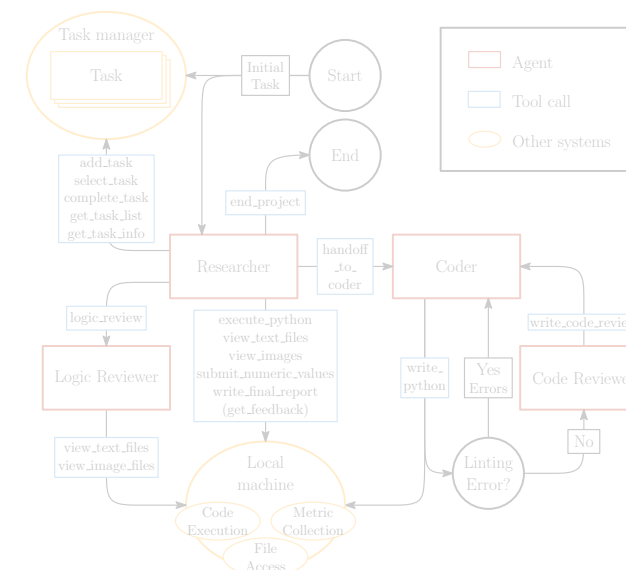 Task manager
Task
Initial
Task
Start
End
Agent
Tool call
Other systems
add_task
select_task
complete_task
get_task_list
get_task_info
end_project
Researcher
handoff
_to_
coder
Coder
logic_review
execute_python
view_text_files
view_images
submit_numeric_values
write_final_report
(get_feedback)
write_code_revie
Logic Reviewer
write_
python
Yes
Errors
Code Reviewe
view_text_files
view_image_files
Local
machine
Linting
Error?
No
Code
Execution
Metric
Collection
File
Access